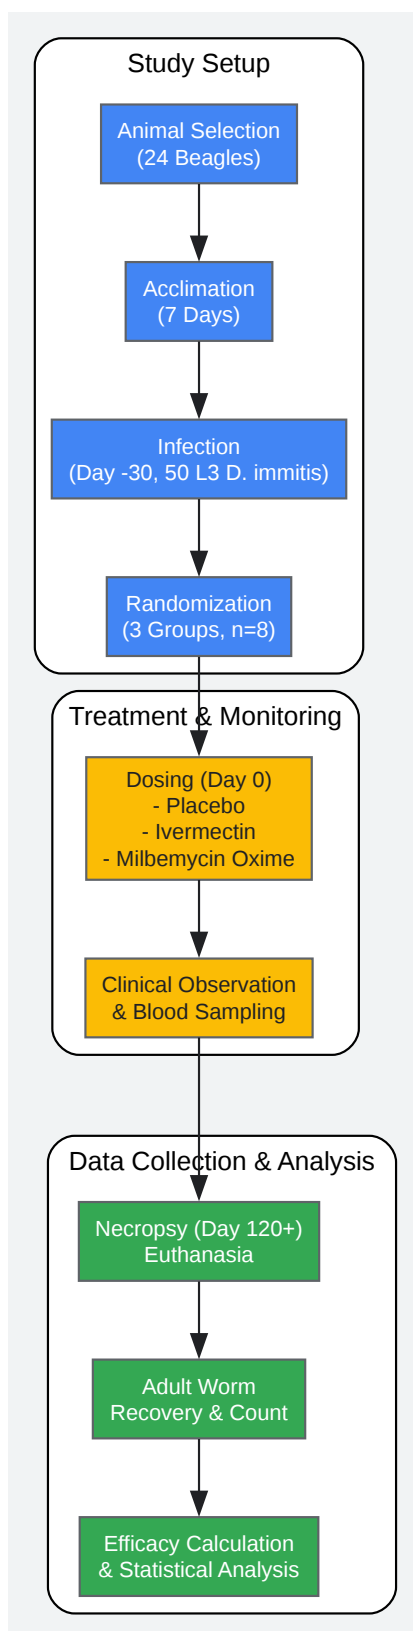 Study Setup
Animal Selection
(24 Beagles)
Acclimation
(7 Days)
Infection
(Day -30, 50 L3 D. immitis)
Randomization
(3 Groups, n=8)
Treatment & Monitoring
Dosing (Day 0)
- Placebo
- Ivermectin
- Milbemycin Oxime
Clinical Observation
& Blood Sampling
Data Collection & Analysis
Necropsy (Day 120+)
Euthanasia
Adult Worm
Recovery & Count
Efficacy Calculation
& Statistical Analysis